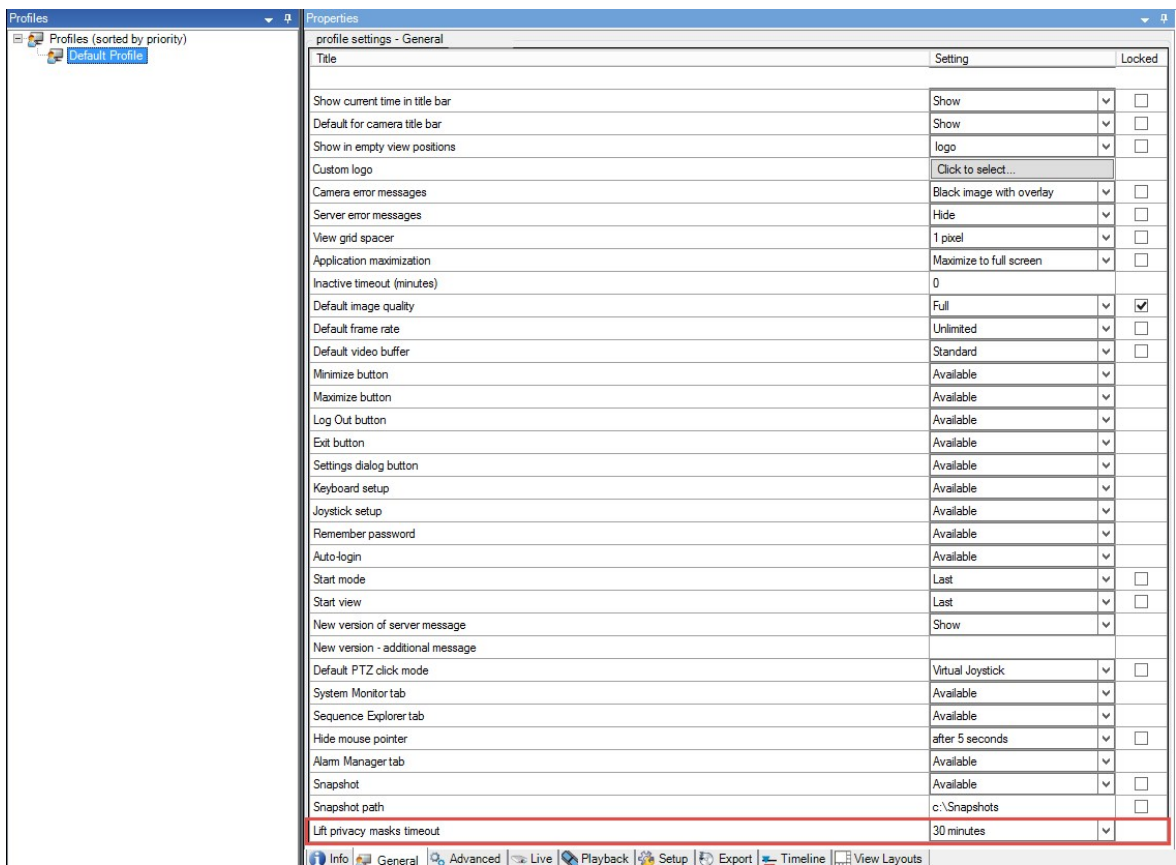 Profiles
Properties
Profiles (sorted by priority)
Default Profile
profile settings - General
Title Setting Locked
Show current time in title bar Show
Default for camera title bar Show
Show in empty view positions logo
Custom logo Click to select...
Camera error messages Black image with overlay
Server error messages Hide
View grid spacer 1 pixel
Application maximization Maximize to full screen
Inactive timeout (minutes) 0
Default image quality Full
Default frame rate Unlimited
Default video buffer Standard
Minimize button Available
Maximize button Available
Log Out button Available
Exit button Available
Settings dialog button Available
Keyboard setup Available
Joystick setup Available
Remember password Available
Auto-login Available
Start mode Last
Start view Last
New version of server message Show
New version - additional message
Default PTZ click mode Virtual Joystick
System Monitor tab Available
Sequence Explorer tab Available
Hide mouse pointer after 5 seconds
Alarm Manager tab Available
Snapshot Available
Snapshot path c:\Snapshots
Lift privacy masks timeout 30 minutes
Info General Advanced Live Playback Setup Export Timeline View Layouts